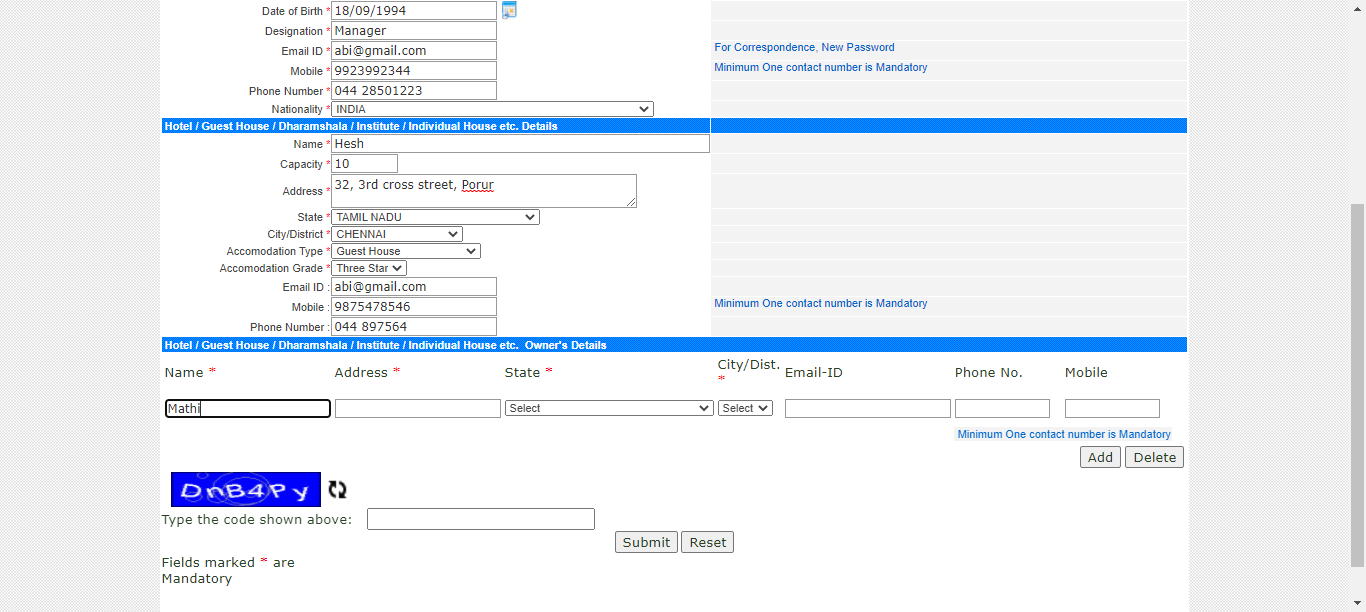 Date of Birth * 18/09/1994
Designation * Manager
Email ID * abi@gmail.com For Correspondence, New Password
Mobile * 9923992344 Minimum One contact number is Mandatory
Phone Number * 044 28501223
Nationality * INDIA
Hotel / Guest House / Dharamshala / Institute / Individual House etc. Details
Name * Hesh
Capacity * 10
Address * 32, 3rd cross street, Porur
State * TAMIL NADU
City/District * CHENNAI
Accomodation Type * Guest House
Accomodation Grade * Three Star
Email ID : abi@gmail.com
Mobile : 9875478546 Minimum One contact number is Mandatory
Phone Number : 044 897564
Hotel / Guest House / Dharamshala / Institute / Individual House etc. Owner's Details
Name * Address * State * City/Dist. * Email-ID Phone No. Mobile
Mathi Select Select
Minimum One contact number is Mandatory
Add Delete
DnB4Py
Type the code shown above:
Submit Reset
Fields marked * are
Mandatory